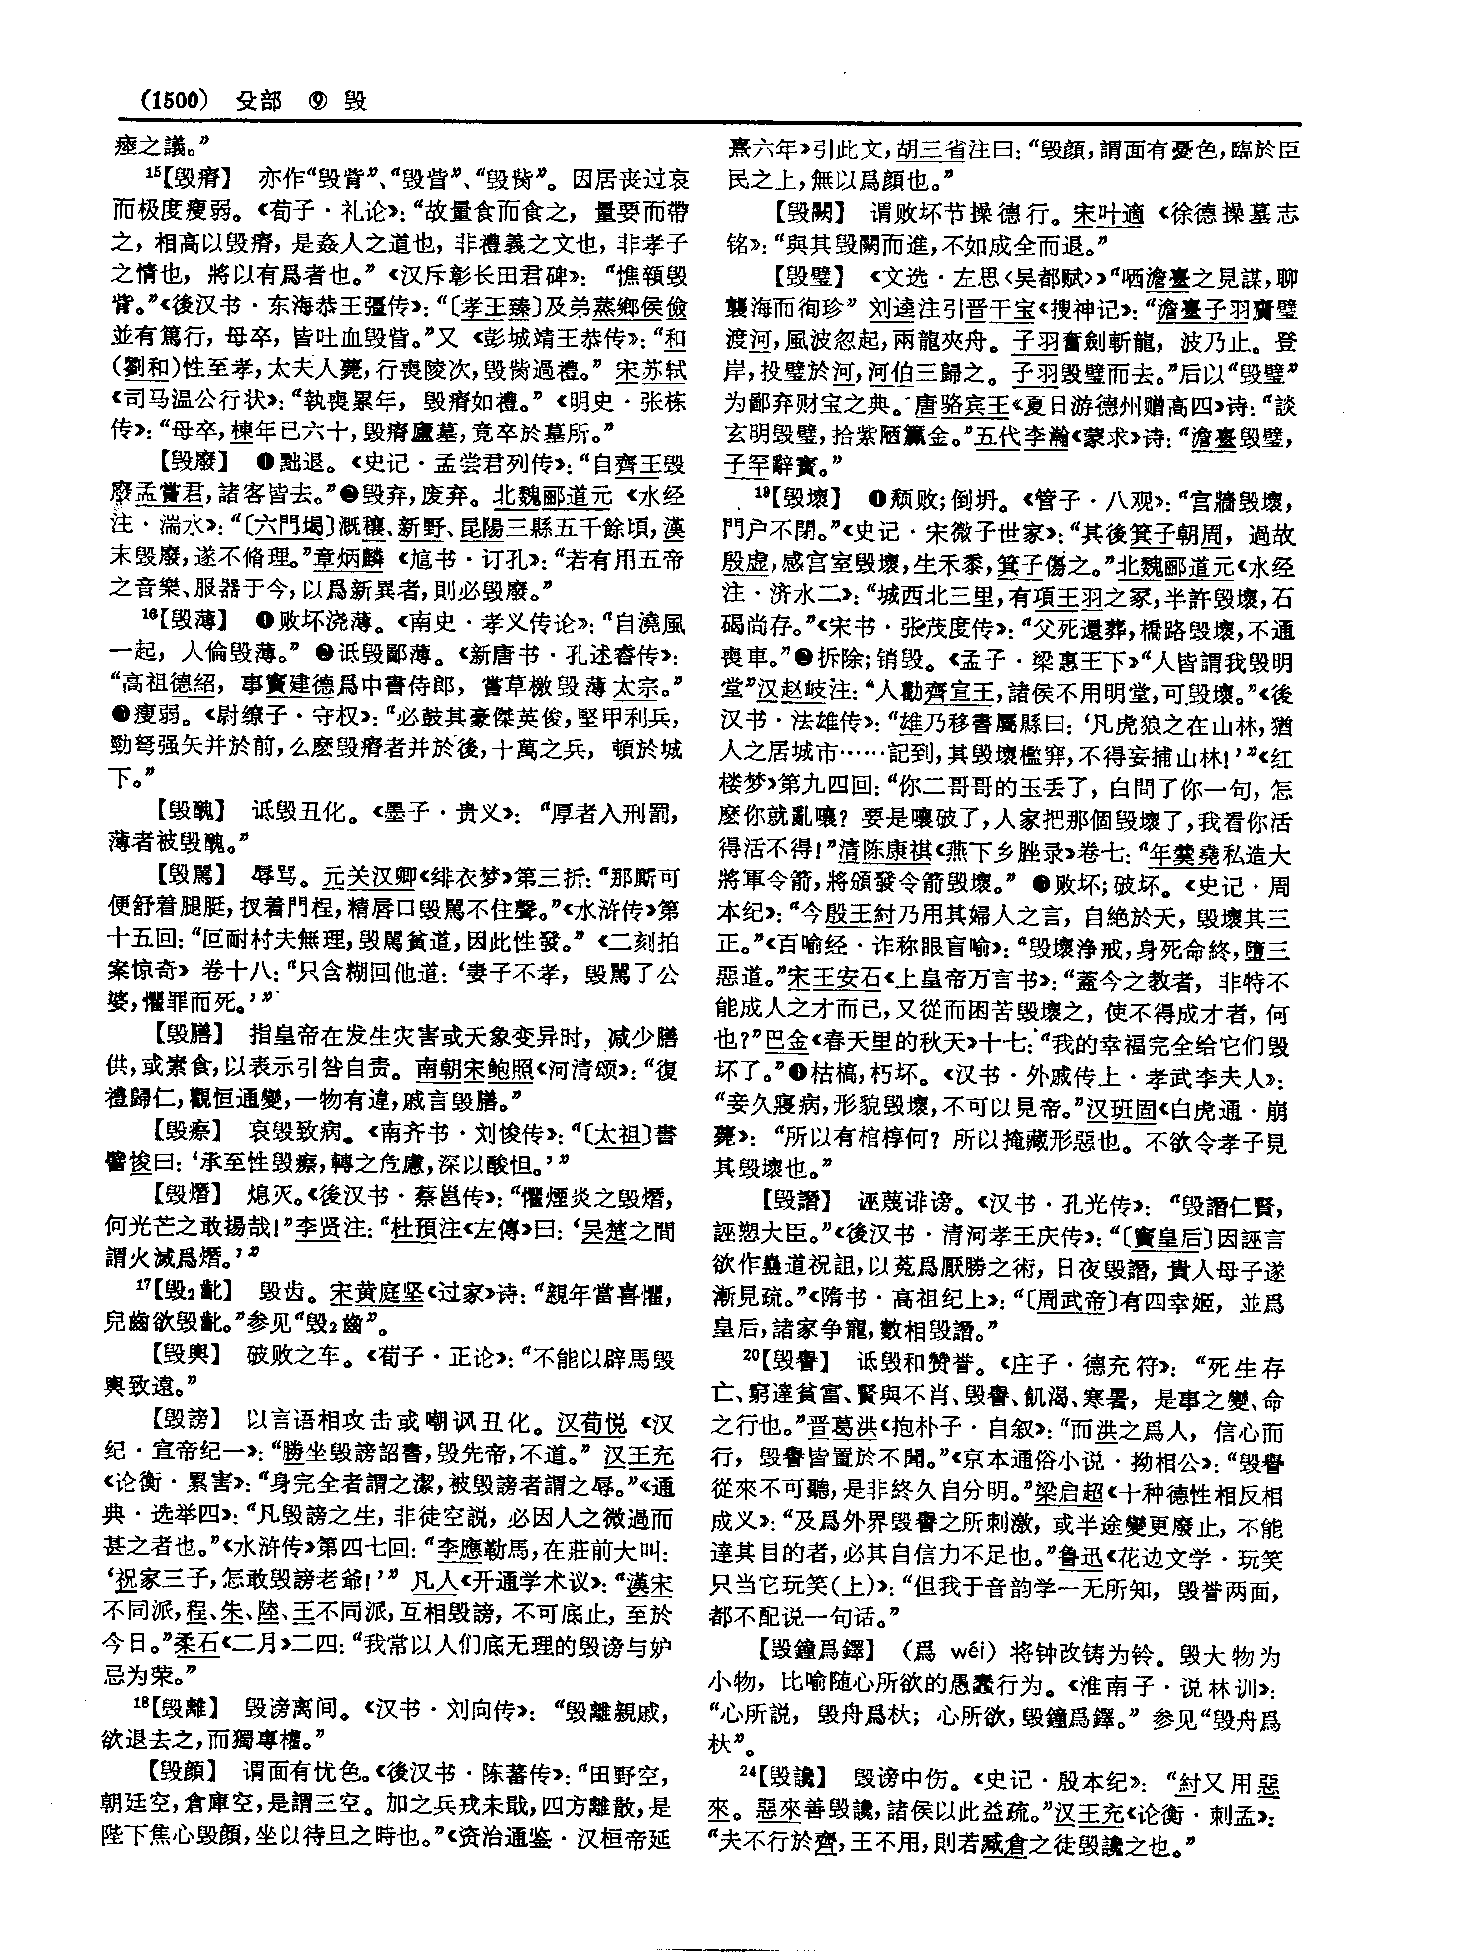 (1500) 殳部 ⑨ 毁
瘞之議。”
15【毁瘠】 亦作“毁膌”、“毁眥”、“毁胔”。因居丧过哀
而极度瘦弱。《荀子·礼论》：“故量食而食之，量要而帶
之，相高以毁瘠，是姦人之道也，非禮義之文也，非孝子
之情也，將以有爲者也。”《汉斥彰长田君碑》：“憔顇毁
《後汉书·东海恭王彊传》：“〔孝王臻〕及弟蒸鄉侯儉
並有篤行，母卒，皆吐血毁眥。”又《彭城靖王恭传》：“和
(劉和)性至孝，太夫人薨，行喪陵次，毁胔過禮。”宋苏轼
《司马温公行状》：“執喪累年，毁瘠如禮。”《明史·张栋
传》：“母卒，棟年已六十，毁瘠廬墓，竟卒於墓所。”
【毁廢】 ❶黜退。《史记·孟尝君列传》：“自齊王毁
廢孟嘗君，諸客皆去。”❷毁弃，废弃。北魏郦道元《水经
注·湍水》：“〔六門堨〕溉穰、新野、昆陽三縣五千餘頃，漢
末毁廢，遂不脩理。”章炳麟《訄书·订孔》：“若有用五帝
之音樂、服器于今，以爲新異者，則必毁廢。”
16【毁薄】 ❶败坏浇薄。《南史·孝义传论》：“自澆風
一起，人倫毁薄。”❷诋毁鄙薄。《新唐书·孔述睿传》：
“高祖德绍，事竇建德爲中書侍郎，嘗草檄毁薄太宗。”
❸瘦弱。《尉缭子·守权》：“必鼓其豪傑英俊，堅甲利兵，
勁弩强矢并於前，么麽毁瘠者并於後，十萬之兵，頓於城
下。”
【毁醜】 诋毁丑化。《墨子·贵义》：“厚者入刑罰，
薄者被毁醜。”
【毁駡】 辱骂。元关汉卿《绯衣梦》第三折：“那厮可
便舒着腿脡，扠着門桯，精唇口毁駡不住聲。”《水浒传》第
十五回：“叵耐村夫無理，毁駡貧道，因此性發。”《二刻拍
案惊奇》卷十八：“只含糊回他道：‘妻子不孝，毁駡了公
婆，懼罪而死。’”
【毁膳】 指皇帝在发生灾害或天象变异时，减少膳
供，或素食，以表示引咎自责。南朝宋鲍照《河清颂》：“復
禮歸仁，觀恒通變，一物有違，戚言毁膳。”
【毁瘵】 哀毁致病。《南齐书·刘悛传》：“〔太祖〕書
譬悛曰：‘承至性毁瘵，轉之危慮，深以酸怛。’”
【毁熸】 熄灭。《後汉书·蔡邕传》：“懼煙炎之毁熸，
何光芒之敢揚哉!”李贤注：“杜預注《左傳》曰：‘吴楚之間
謂火滅爲熸。’”
17【毁₂齔】 毁齿。宋黄庭坚《过家》诗：“親年當喜懼，
兒齒欲毁齔。”参见“毁₂齒”。
【毁輿】 破败之车。《荀子·正论》：“不能以辟馬毁
輿致遠。”
【毁謗】 以言语相攻击或嘲讽丑化。汉荀悦《汉
纪·宣帝纪一》：“勝坐毁謗詔書，毁先帝，不道。”汉王充
《论衡·累害》：“身完全者謂之潔，被毁謗者謂之辱。”《通
典·选举四》：“凡毁謗之生，非徒空説，必因人之微過而
甚之者也。”《水浒传》第四七回：“李應勒馬，在莊前大叫：
‘祝家三子，怎敢毁謗老爺!’”凡人《开通学术议》：“漢宋
不同派，程、朱、陸、王不同派，互相毁謗，不可底止，至於
今日。”柔石《二月》二四：“我常以人们底无理的毁谤与妒
忌为荣。”
18【毁離】 毁谤离间。《汉书·刘向传》：“毁離親戚，
欲退去之，而獨專權。”
【毁顔】 谓面有忧色。《後汉书·陈蕃传》：“田野空，
朝廷空，倉庫空，是謂三空。加之兵戎未戢，四方離散，是
陛下焦心毁顔，坐以待旦之時也。”《资治通鉴·汉桓帝延
熹六年》引此文，胡三省注曰：“毁顔，謂面有憂色，臨於臣
民之上，無以爲顔也。”
【毁闕】 谓败坏节操德行。宋叶適《徐德操墓志
铭》：“與其毁闕而進，不如成全而退。”
【毁璧】 《文选·左思〈吴都赋〉》“哂澹臺之見謀，聊
襲海而徇珍”刘逵注引晋干宝《搜神记》：“澹臺子羽齎璧
渡河，風波忽起，兩龍夾舟。子羽奮劍斬龍，波乃止。登
岸，投璧於河，河伯三歸之。子羽毁璧而去。”后以“毁璧”
为鄙弃财宝之典。唐骆宾王《夏日游德州赠高四》诗：“談
玄明毁璧，拾紫陋籯金。”五代李瀚《蒙求》诗：“澹臺毁璧，
子罕辭寶。”
19【毁壞】 ❶颓败；倒坍。《管子·八观》：“宫牆毁壞，
門户不閉。”《史记·宋微子世家》：“其後箕子朝周，過故
殷虚，感宫室毁壞，生禾黍，箕子傷之。”北魏郦道元《水经
注·济水二》：“城西北三里，有項王羽之冢，半許毁壞，石
碣尚存。”《宋书·张茂度传》：“父死還葬，橋路毁壞，不通
喪車。”❷拆除；销毁。《孟子·梁惠王下》“人皆謂我毁明
堂”汉赵岐注：“人勸齊宣王，諸侯不用明堂，可毁壞。”《後
汉书·法雄传》：“雄乃移書屬縣曰：‘凡虎狼之在山林，猶
人之居城市……記到，其毁壞檻穽，不得妄捕山林!’”《红
楼梦》第九四回：“你二哥哥的玉丢了，白問了你一句，怎
麽你就亂嚷？要是嚷破了，人家把那個毁壞了，我看你活
得活不得!”清陈康祺《燕下乡脞录》卷七：“年羹堯私造大
將軍令箭，將頒發令箭毁壞。”❸败坏；破坏。《史记·周
本纪》：“今殷王紂乃用其婦人之言，自絶於天，毁壞其三
正。”《百喻经·诈称眼盲喻》：“毁壞浄戒，身死命終，墮三
惡道。”宋王安石《上皇帝万言书》：“蓋今之教者，非特不
能成人之才而已，又從而困苦毁壞之，使不得成才者，何
也？”巴金《春天里的秋天》十七：“我的幸福完全给它们毁
坏了。”❹枯槁，朽坏。《汉书·外戚传上·孝武李夫人》：
“妾久寢病，形貌毁壞，不可以見帝。”汉班固《白虎通·崩
薨》：“所以有棺椁何？所以掩藏形惡也。不欲令孝子見
其毁壞也。”
【毁譖】 诬蔑诽谤。《汉书·孔光传》：“毁譖仁賢，
誣愬大臣。”《後汉书·清河孝王庆传》：“〔竇皇后〕因誣言
欲作蠱道祝詛，以菟爲厭勝之術，日夜毁譖，貴人母子遂
漸見疏。”《隋书·高祖纪上》：“〔周武帝〕有四幸姬，並爲
皇后，諸家争寵，數相毁譖。”
20【毁譽】 诋毁和赞誉。《庄子·德充符》：“死生存
亡、窮達貧富、賢與不肖、毁譽、飢渴、寒暑，是事之變、命
之行也。”晋葛洪《抱朴子·自叙》：“而洪之爲人，信心而
行，毁譽皆置於不聞。”《京本通俗小说·拗相公》：“毁譽
從來不可聽，是非終久自分明。”梁启超《十种德性相反相
成义》：“及爲外界毁譽之所刺激，或半途變更廢止，不能
達其目的者，必其自信力不足也。”鲁迅《花边文学·玩笑
只当它玩笑(上)》：“但我于音韵学一无所知，毁誉两面，
都不配说一句话。”
【毁鐘爲鐸】 （爲 wéi）将钟改铸为铃。毁大物为
小物，比喻随心所欲的愚蠢行为。《淮南子·说林训》：
“心所説，毁舟爲杕；心所欲，毁鐘爲鐸。”参见“毁舟爲
杕”。
24【毁讒】 毁谤中伤。《史记·殷本纪》：“紂又用惡
來。惡來善毁讒，諸侯以此益疏。”汉王充《论衡·刺孟》：
“夫不行於齊，王不用，則若臧倉之徒毁讒之也。”